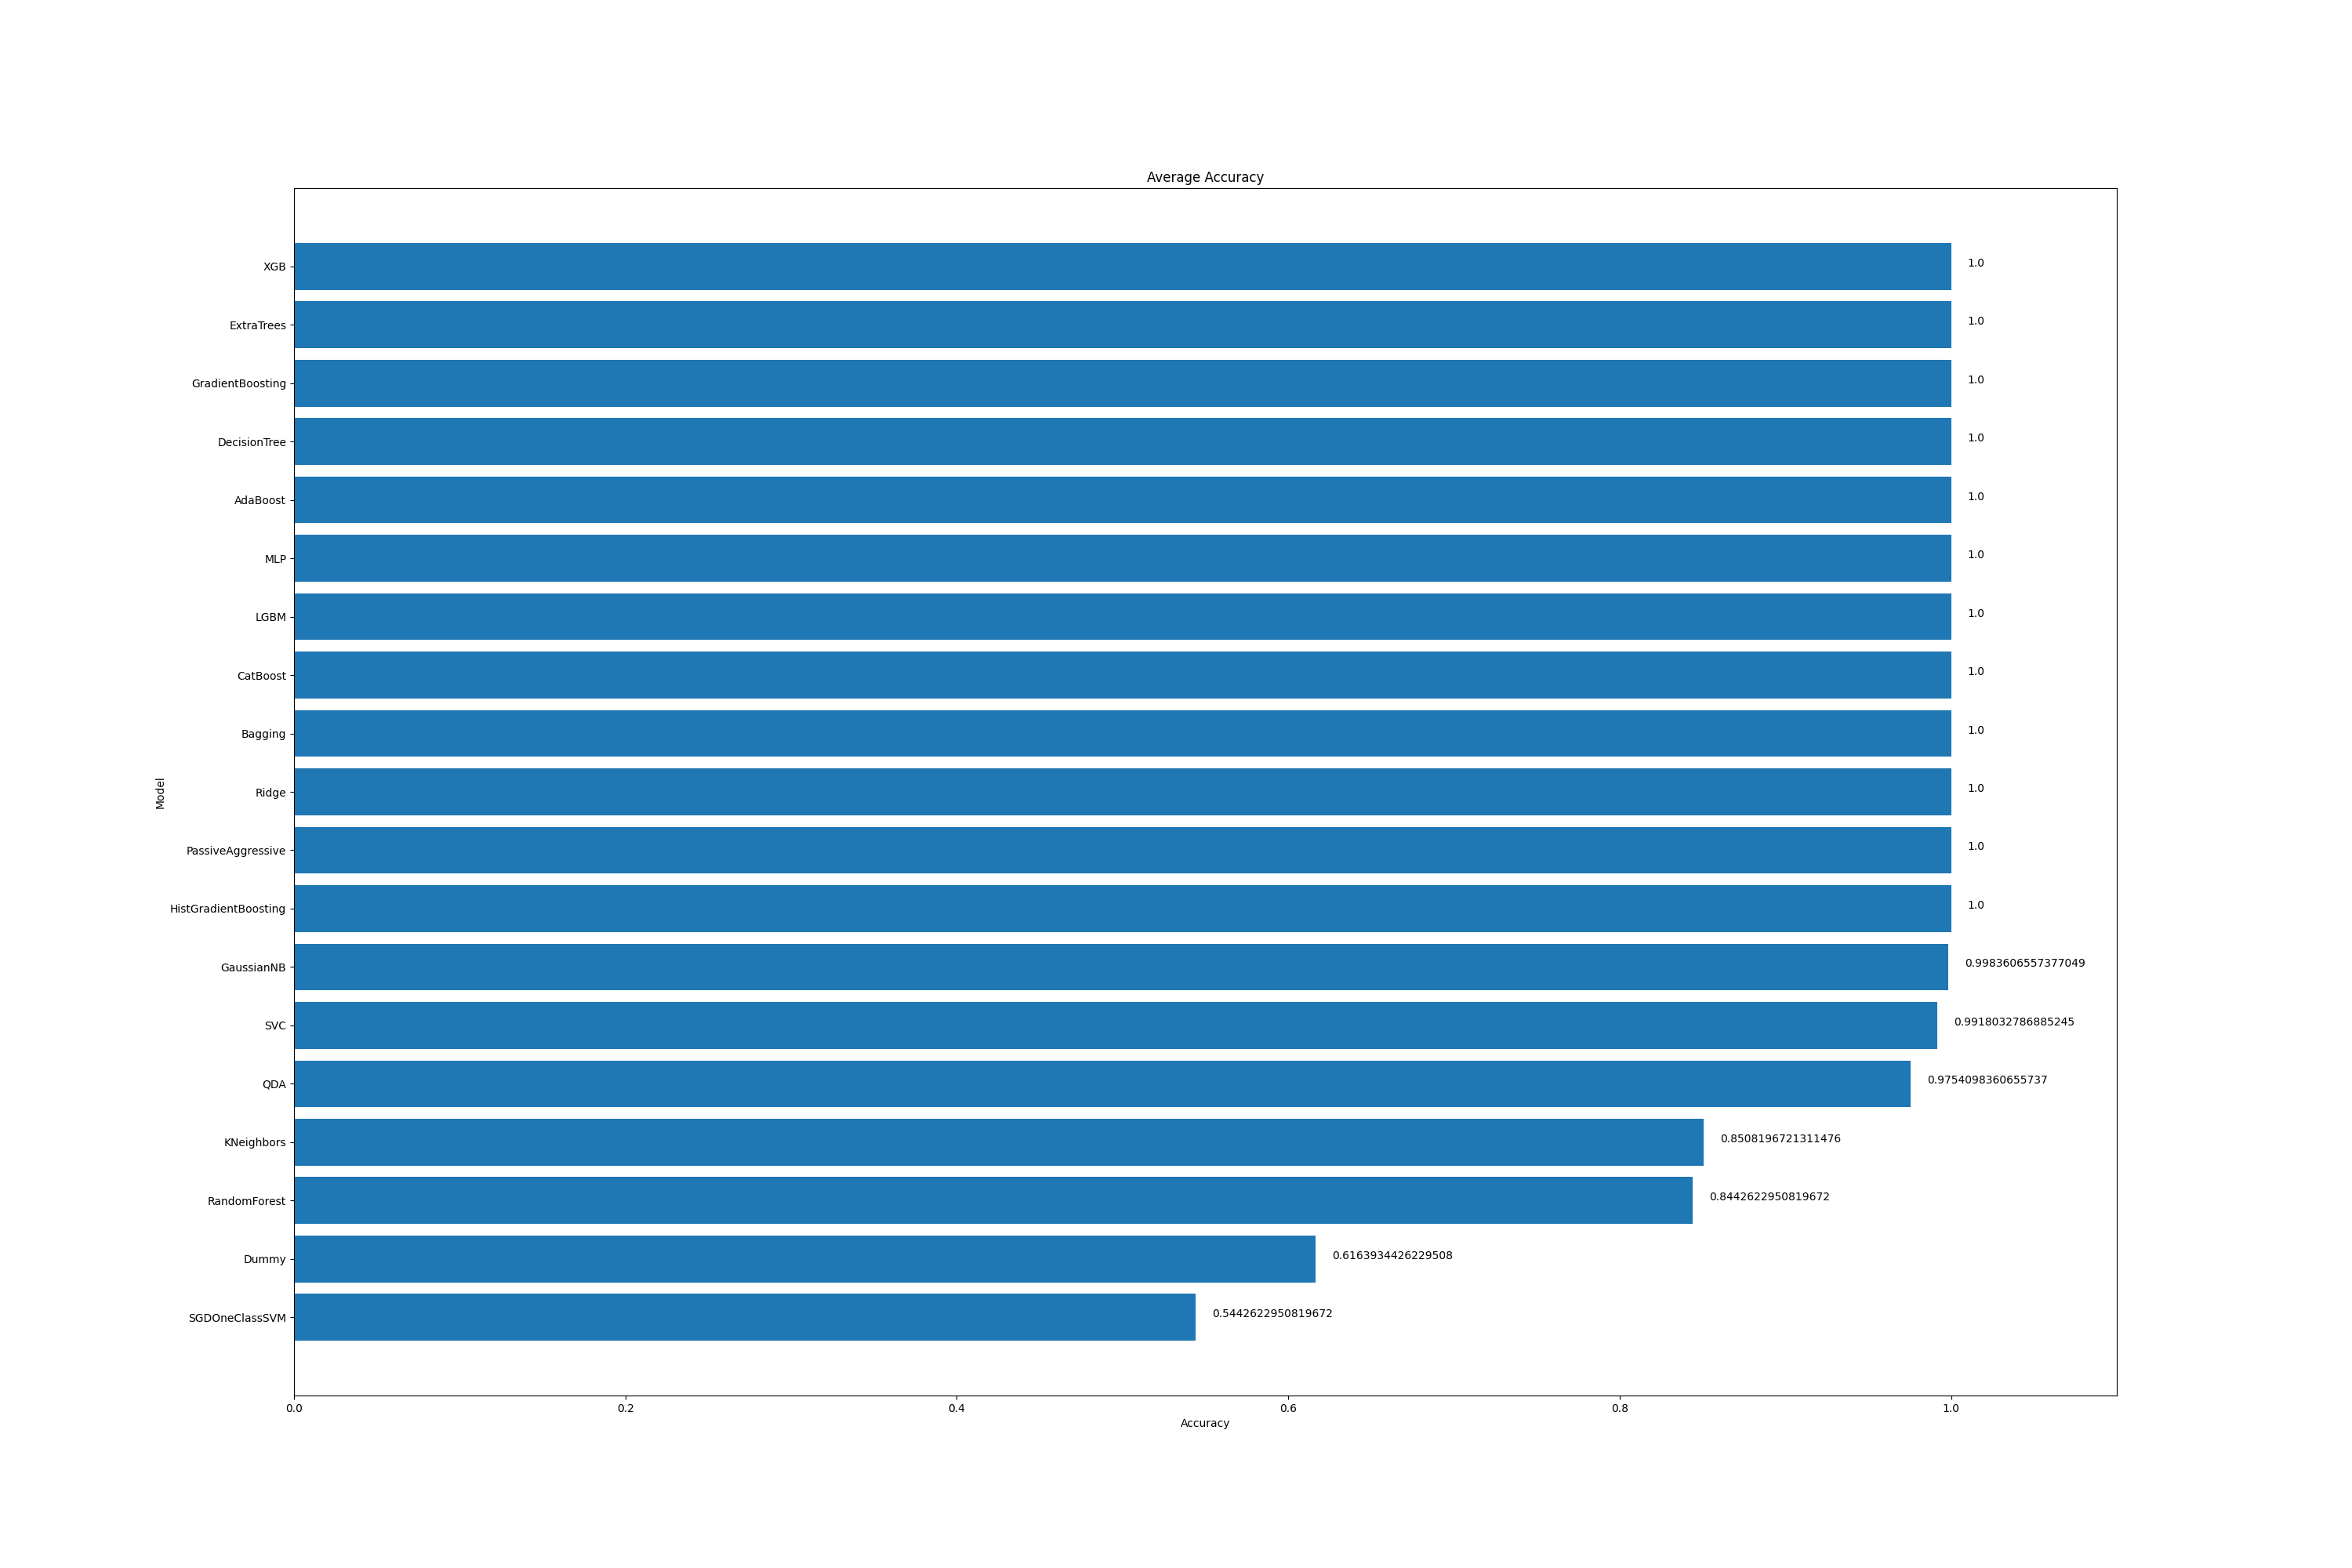 Average Accuracy
XGB 1.0
ExtraTrees 1.0
GradientBoosting 1.0
DecisionTree 1.0
AdaBoost 1.0
MLP 1.0
LGBM 1.0
CatBoost 1.0
Bagging 1.0
Ridge 1.0
PassiveAggressive 1.0
HistGradientBoosting 1.0
GaussianNB 0.9983606557377049
SVC 0.9918032786885245
QDA 0.9754098360655737
KNeighbors 0.8508196721311476
RandomForest 0.8442622950819672
Dummy 0.6163934426229508
SGDOneClassSVM 0.5442622950819672
Model
0.0 0.2 0.4 0.6 0.8 1.0
Accuracy